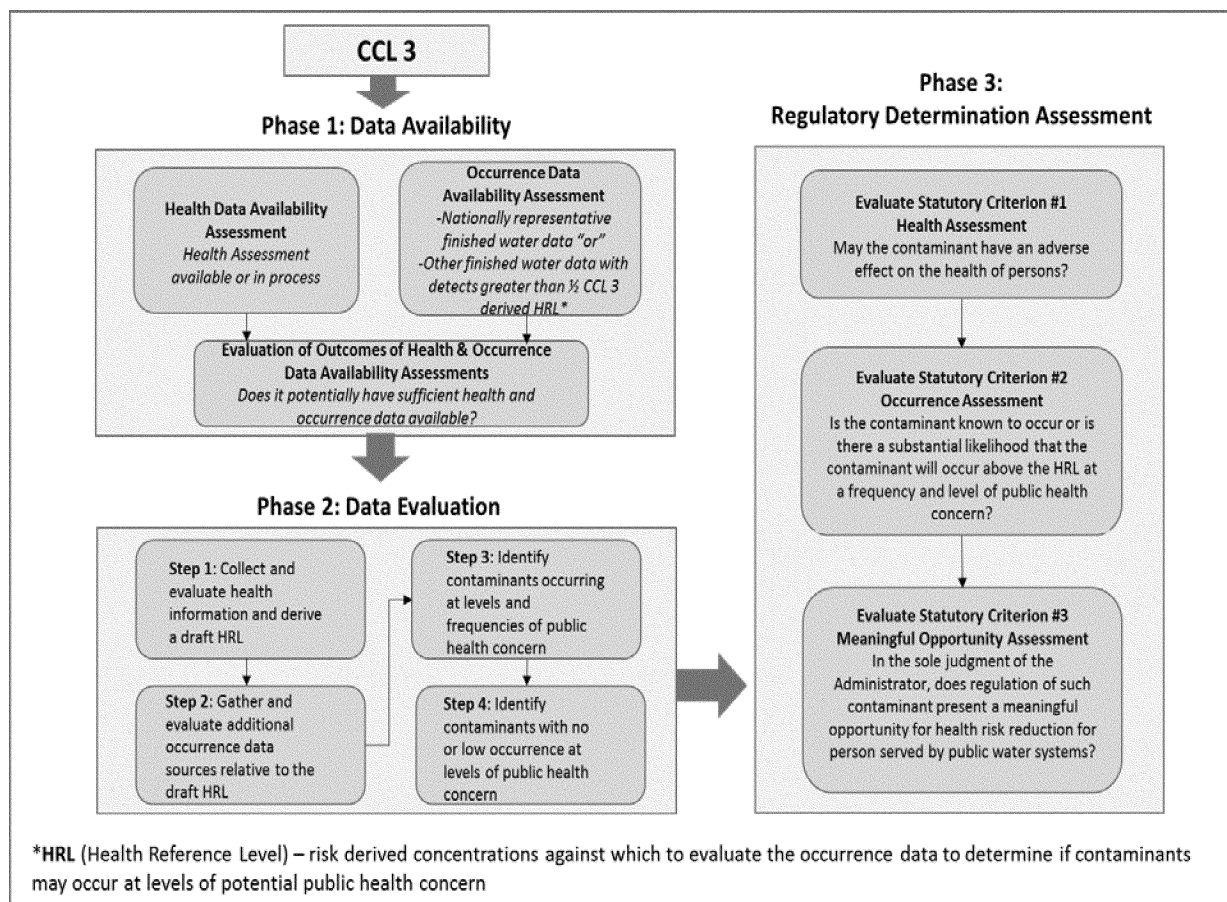 CCL 3
Phase 1: Data Availability
Health Data Availability
Assessment
Health Assessment
available or in process
Occurrence Data
Availability Assessment
-Nationally representative
finished water data “or”
-Other finished water data with
detects greater than ½ CCL 3
derived HRL*
Evaluation of Outcomes of Health & Occurrence
Data Availability Assessments
Does it potentially have sufficient health and
occurrence data available?
Phase 2: Data Evaluation
Step 1: Collect and
evaluate health
information and derive
a draft HRL
Step 2: Gather and
evaluate additional
occurrence data
sources relative to the
draft HRL
Step 3: Identify
contaminants occurring
at levels and
frequencies of public
health concern
Step 4: Identify
contaminants with no
or low occurrence at
levels of public health
concern
Phase 3:
Regulatory Determination Assessment
Evaluate Statutory Criterion #1
Health Assessment
May the contaminant have an adverse
effect on the health of persons?
Evaluate Statutory Criterion #2
Occurrence Assessment
Is the contaminant known to occur or is
there a substantial likelihood that the
contaminant will occur above the HRL at
a frequency and level of public health
concern?
Evaluate Statutory Criterion #3
Meaningful Opportunity Assessment
In the sole judgment of the
Administrator, does regulation of such
contaminant present a meaningful
opportunity for health risk reduction for
person served by public water systems?
*HRL (Health Reference Level) – risk derived concentrations against which to evaluate the occurrence data to determine if contaminants
may occur at levels of potential public health concern